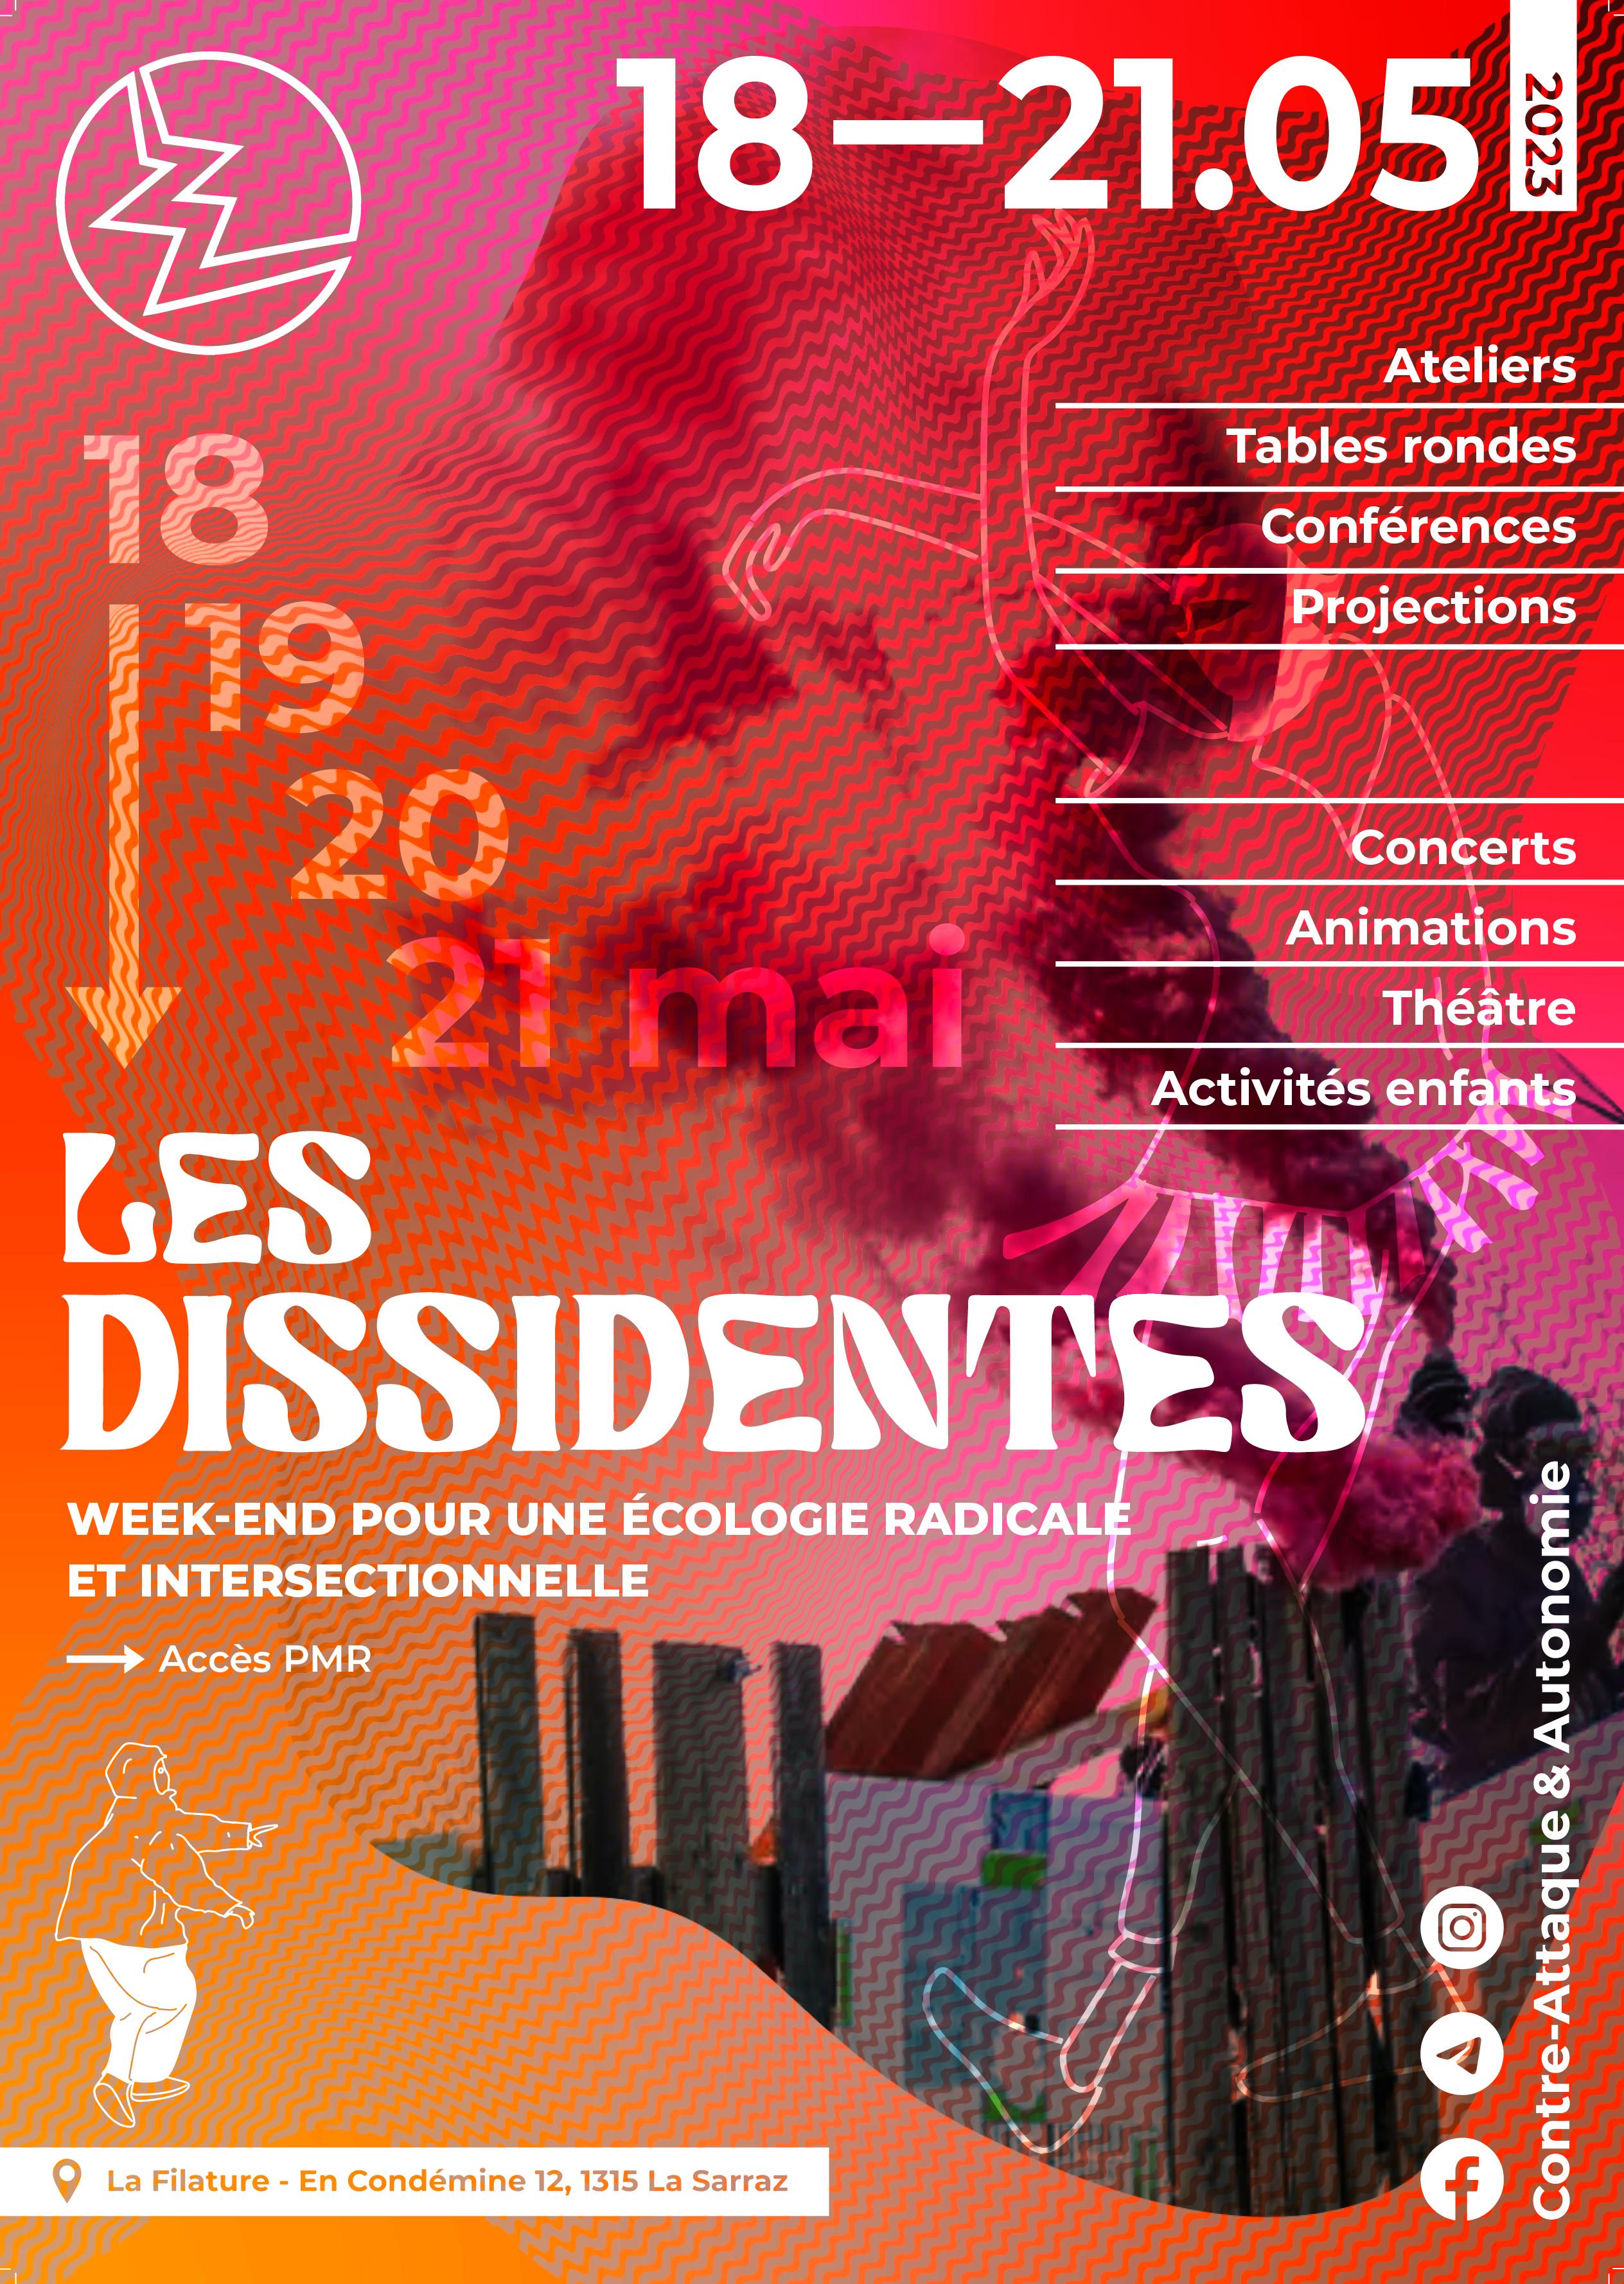 18—21.05
2023
Ateliers
Tables rondes
Conférences
Projections
Concerts
Animations
Théâtre
Activités enfants
18
19
20
21 mai
LES
DISSIDENTES
WEEK-END POUR UNE ÉCOLOGIE RADICALE
ET INTERSECTIONNELLE
Accès PMR
La Filature - En Condémine 12, 1315 La Sarraz
Contre-Attaque & Autonomie